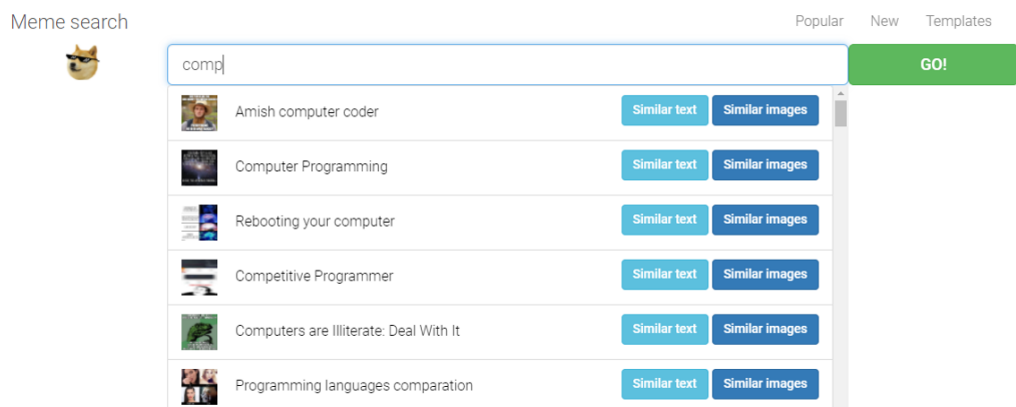 Meme search Popular New Templates
comp GO!
Amish computer coder Similar text Similar images
Computer Programming Similar text Similar images
Rebooting your computer Similar text Similar images
Competitive Programmer Similar text Similar images
Computers are Illiterate: Deal With It Similar text Similar images
Programming languages comparation Similar text Similar images